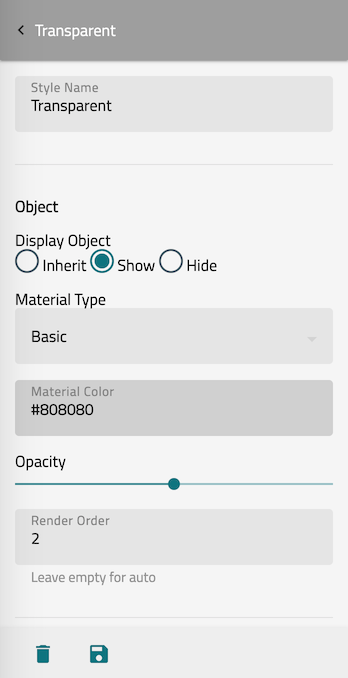 Transparent
Style Name
Transparent
Object
Display Object
Inherit Show Hide
Material Type
Basic
Material Color
#808080
Opacity
Render Order
2
Leave empty for auto